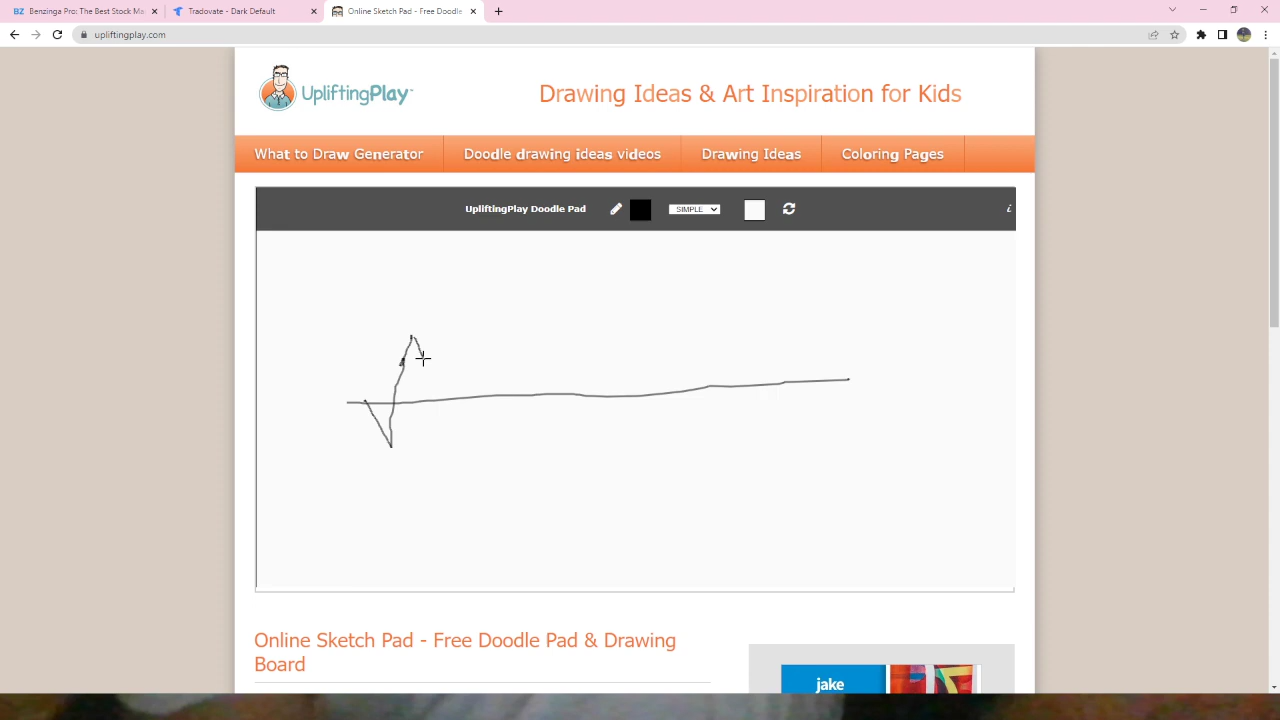 Benzinga Pro: The Best Stock Ma
Tradovate - Dark Default
Online Sketch Pad - Free Doodle
upliftingplay.com
UpliftingPlay
Drawing Ideas & Art Inspiration for Kids
What to Draw Generator
Doodle drawing ideas videos
Drawing Ideas
Coloring Pages
UpliftingPlay Doodle Pad
SIMPLE
i
Online Sketch Pad - Free Doodle Pad & Drawing
Board
jake